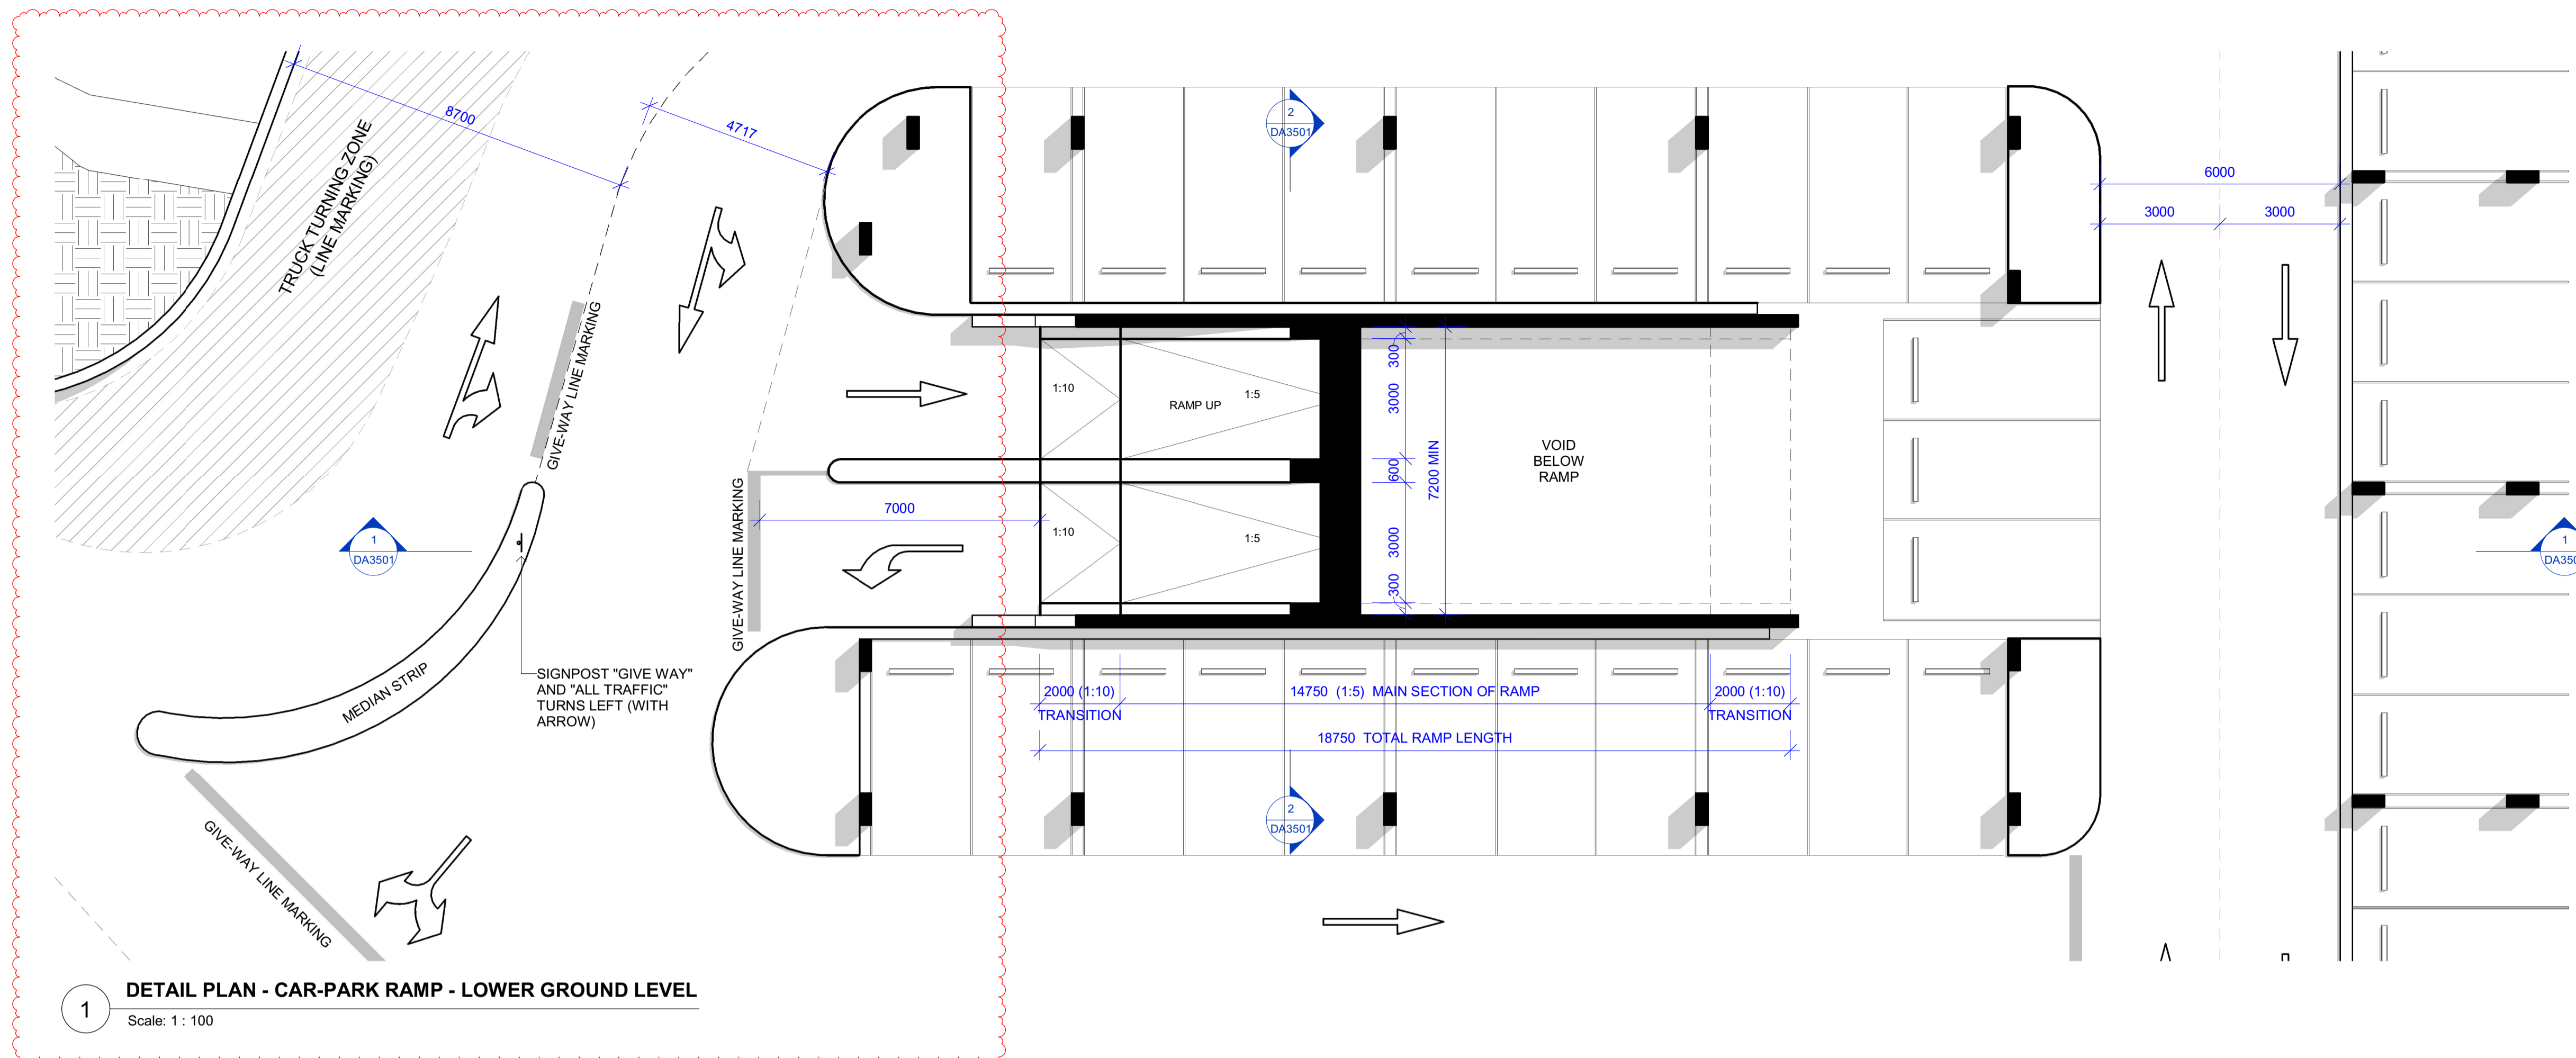 8700
4717
TRUCK TURNING ZONE
(LINE MARKING)
GIVE-WAY LINE MARKING
2
DA3501
6000
3000
3000
1:10
RAMP UP
1:5
300
3000
600
3000
300
7200 MIN
VOID
BELOW
RAMP
GIVE-WAY LINE MARKING
7000
1:10
1:5
1
DA3501
1
MEDIAN STRIP
SIGNPOST "GIVE WAY"
AND "ALL TRAFFIC"
TURNS LEFT (WITH
ARROW)
2000 (1:10)
TRANSITION
14750 (1:5) MAIN SECTION OF RAMP
2000 (1:10)
TRANSITION
18750 TOTAL RAMP LENGTH
2
DA3501
GIVE-WAY LINE MARKING
1
DETAIL PLAN - CAR-PARK RAMP - LOWER GROUND LEVEL
Scale: 1 : 100